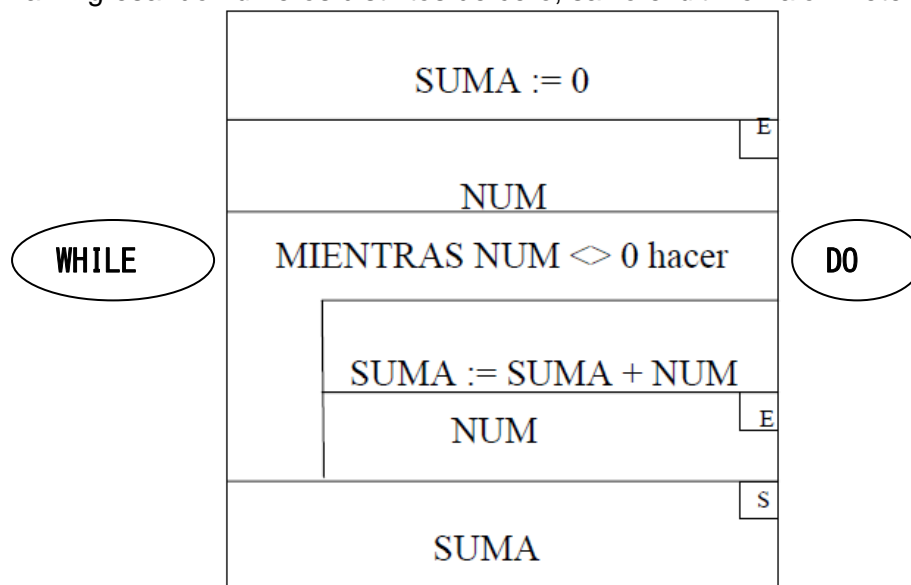 SUMA := 0
E
NUM
WHILE
MIENTRAS NUM <> 0 hacer
DO
SUMA := SUMA + NUM
NUM
E
S
SUMA